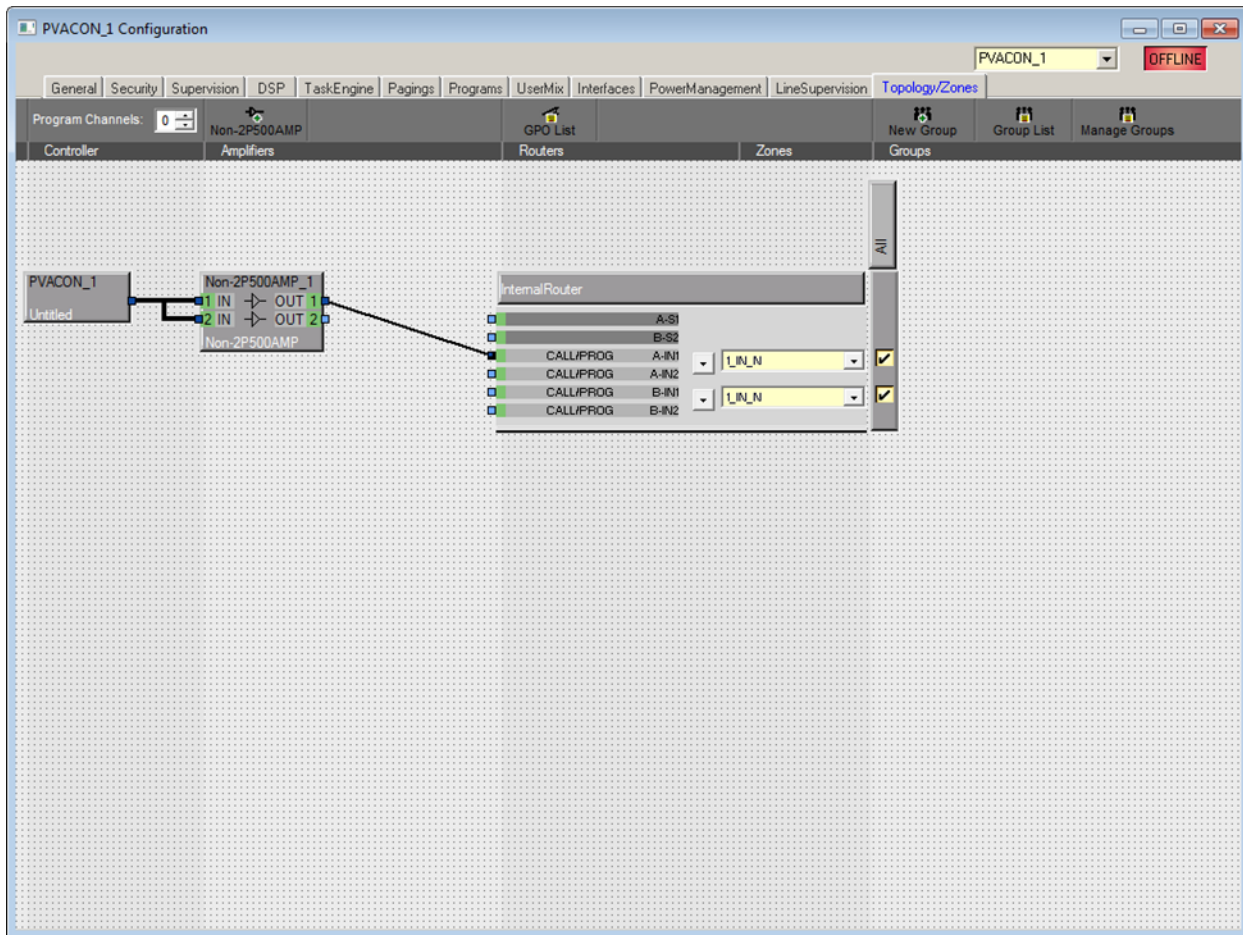 PVACON_1 Configuration
PVACON_1 OFFLINE
General Security Supervision DSP TaskEngine Pagings Programs UserMix Interfaces PowerManagement LineSupervision Topology/Zones
Program Channels: 0 Non-2P500AMP GPO List New Group Group List Manage Groups
Controller Amplifiers Routers Zones Groups
All
PVACON_1 Non-2P500AMP_1 InternalRouter
1 IN OUT 1
Untitled 2 IN OUT 2 A-S1
Non-2P500AMP B-S2
CALL/PROG A-IN1 1_IN_N
CALL/PROG A-IN2
CALL/PROG B-IN1 1_IN_N
CALL/PROG B-IN2